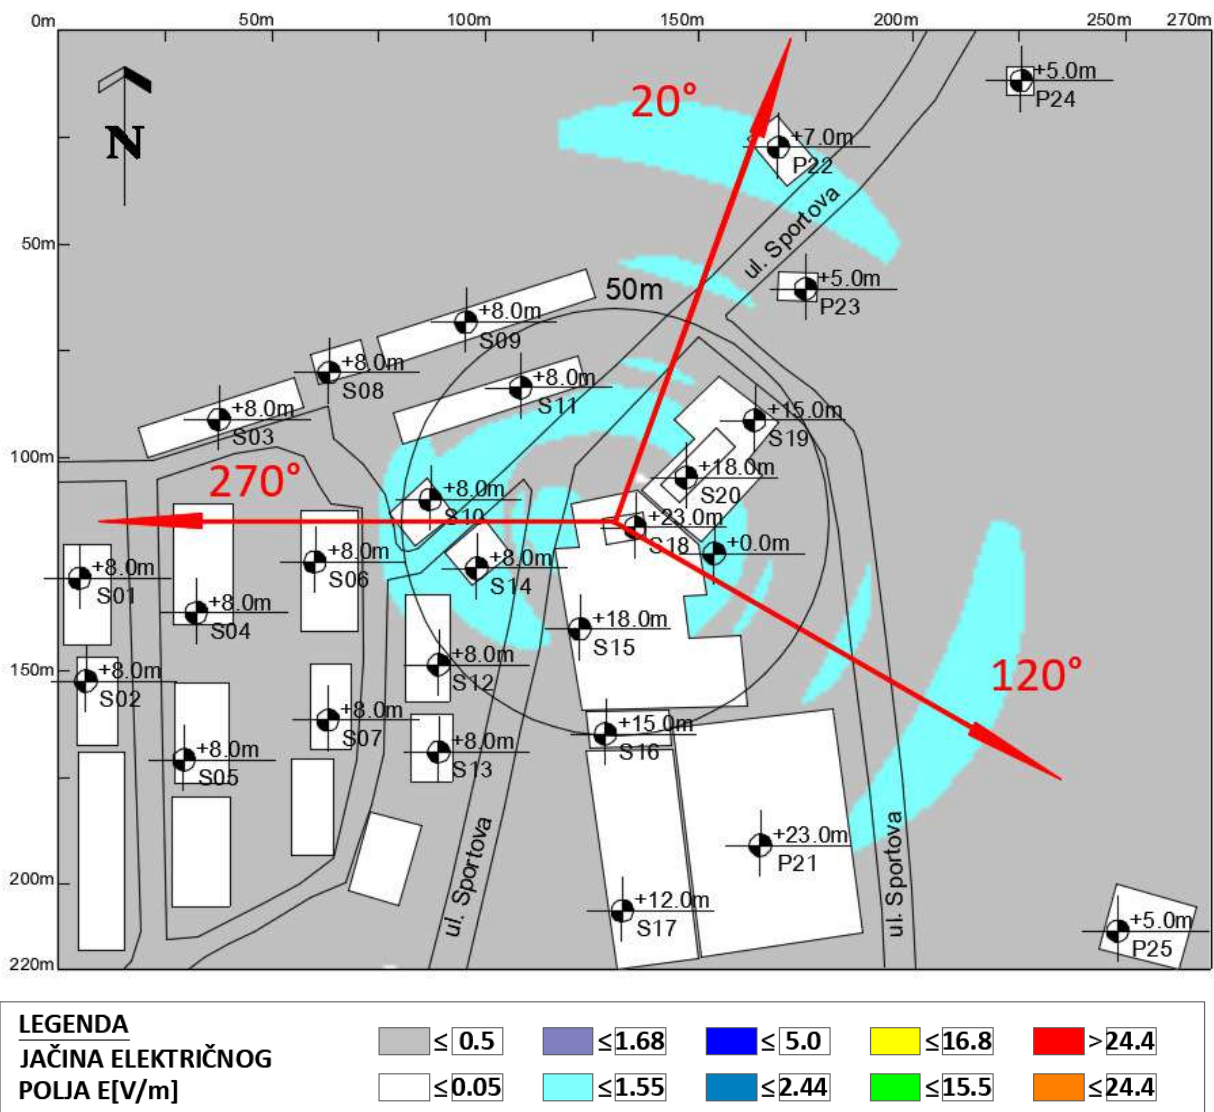 0m 50m 100m 150m 200m 250m 270m
+5.0m
P24
20°
+7.0m
P22
N
ul. Sportova
50m
+5.0m
P23
50m
+8.0m
S09
+8.0m
S08
+8.0m
S11
+8.0m
S03
+15.0m
S19
100m
270°
+18.0m
S20
+8.0m
S10
+23.0m
S18
+0.0m
+8.0m
S01
+8.0m
S06
+8.0m
S14
+8.0m
S04
+18.0m
S15
150m
+8.0m
S02
+8.0m
S12
120°
+8.0m
S07
+15.0m
S16
+8.0m
S05
+8.0m
S13
ul. Sportova
+23.0m
P21
ul. Sportova
200m
+12.0m
S17
+5.0m
P25
220m
LEGENDA
JAČINA ELEKTRIČNOG
POLJA E[V/m]
≤ 0.5 ≤1.68 ≤ 5.0 ≤16.8 >24.4
≤0.05 ≤1.55 ≤2.44 ≤15.5 ≤24.4